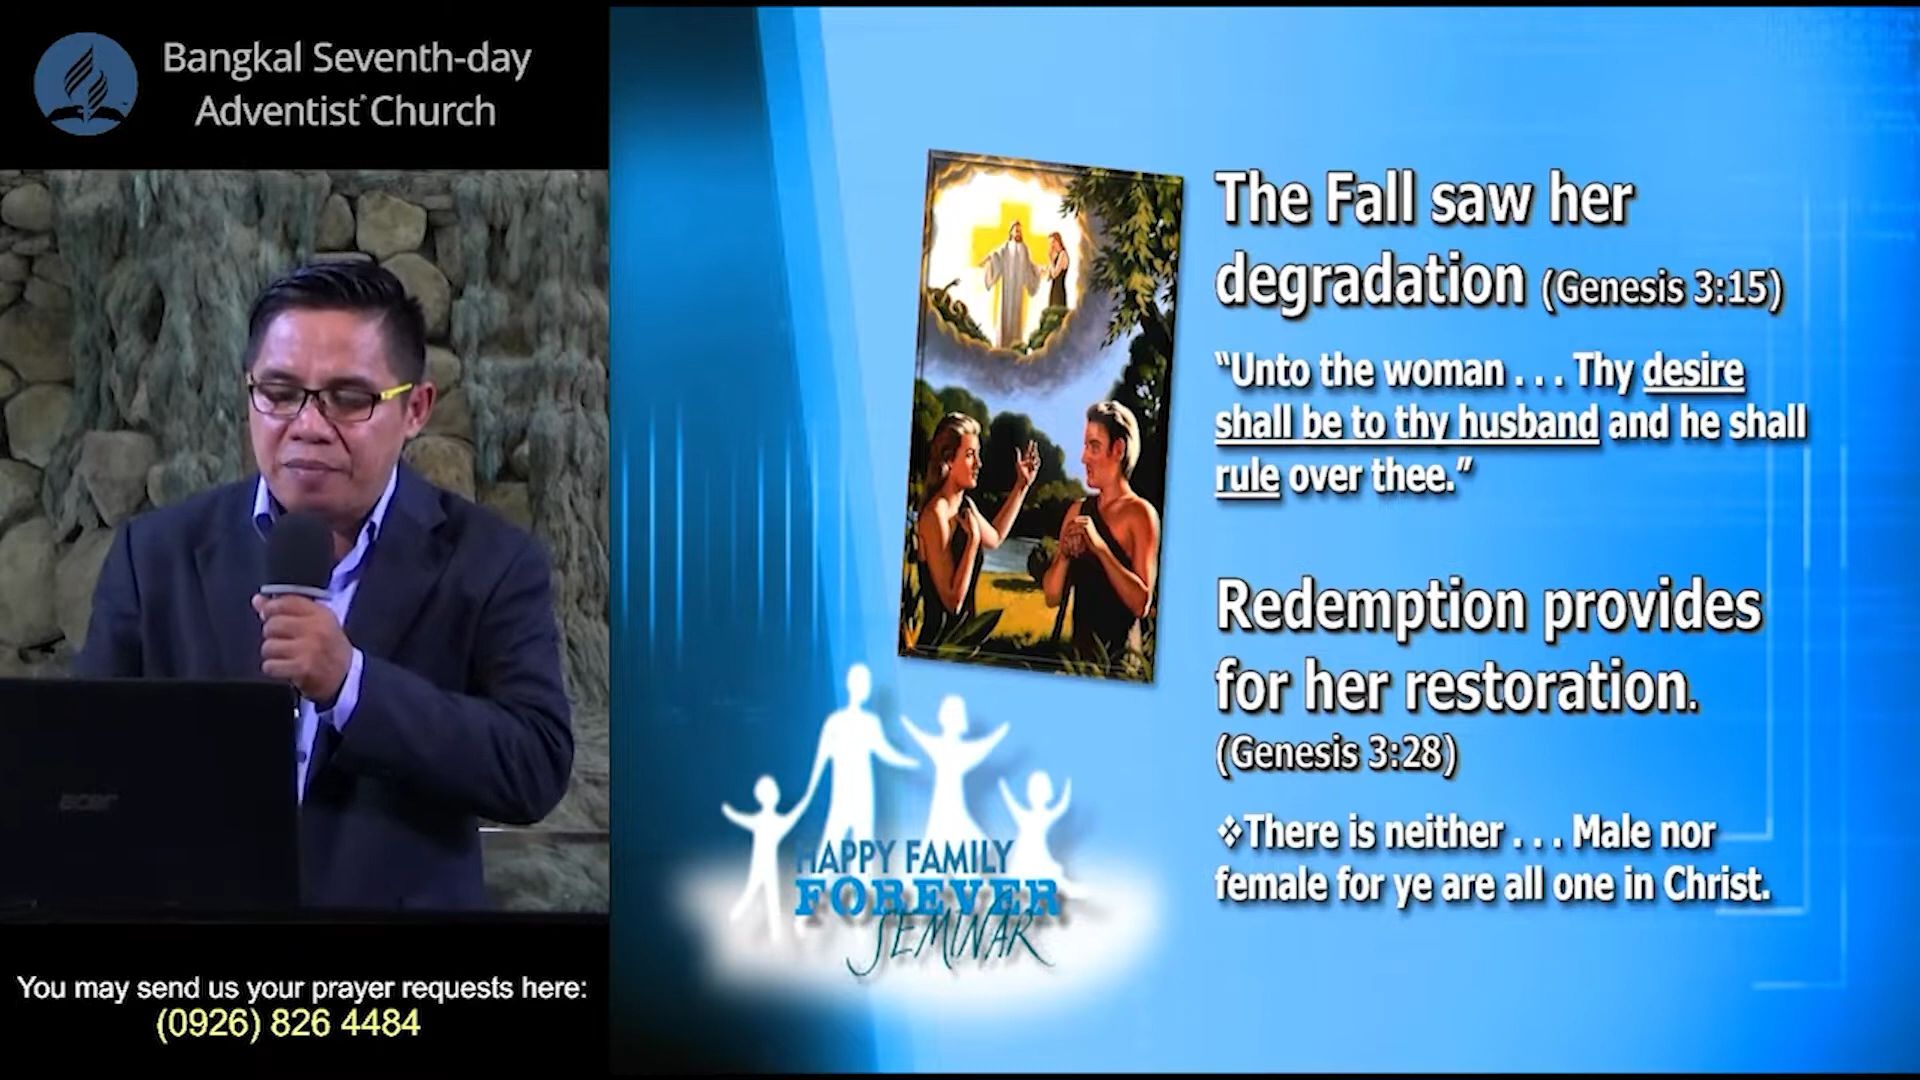 Bangkal Seventh-day
Adventist Church
The Fall saw her
degradation (Genesis 3:15)
“Unto the woman . . . Thy desire
shall be to thy husband and he shall
rule over thee.”
Redemption provides
for her restoration.
(Genesis 3:28)
❖There is neither . . . Male nor
female for ye are all one in Christ.
HAPPY FAMILY
FOREVER
SEMINAR
acer
You may send us your prayer requests here:
(0926) 826 4484